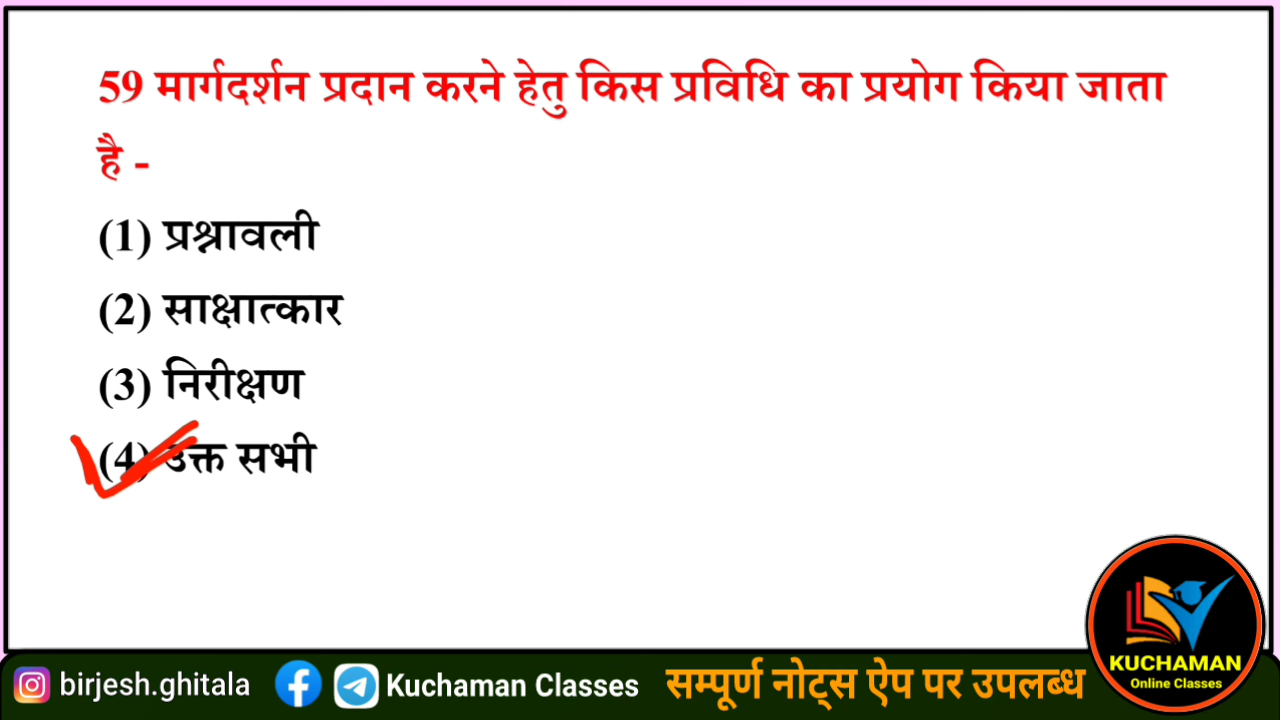 59 मार्गदर्शन प्रदान करने हेतु किस प्रविधि का प्रयोग किया जाता
है -
(1) प्रश्नावली
(2) साक्षात्कार
(3) निरीक्षण
(4) उक्त सभी
KUCHAMAN
Online Classes
birjesh.ghitala Kuchaman Classes सम्पूर्ण नोट्स ऐप पर उपलब्ध